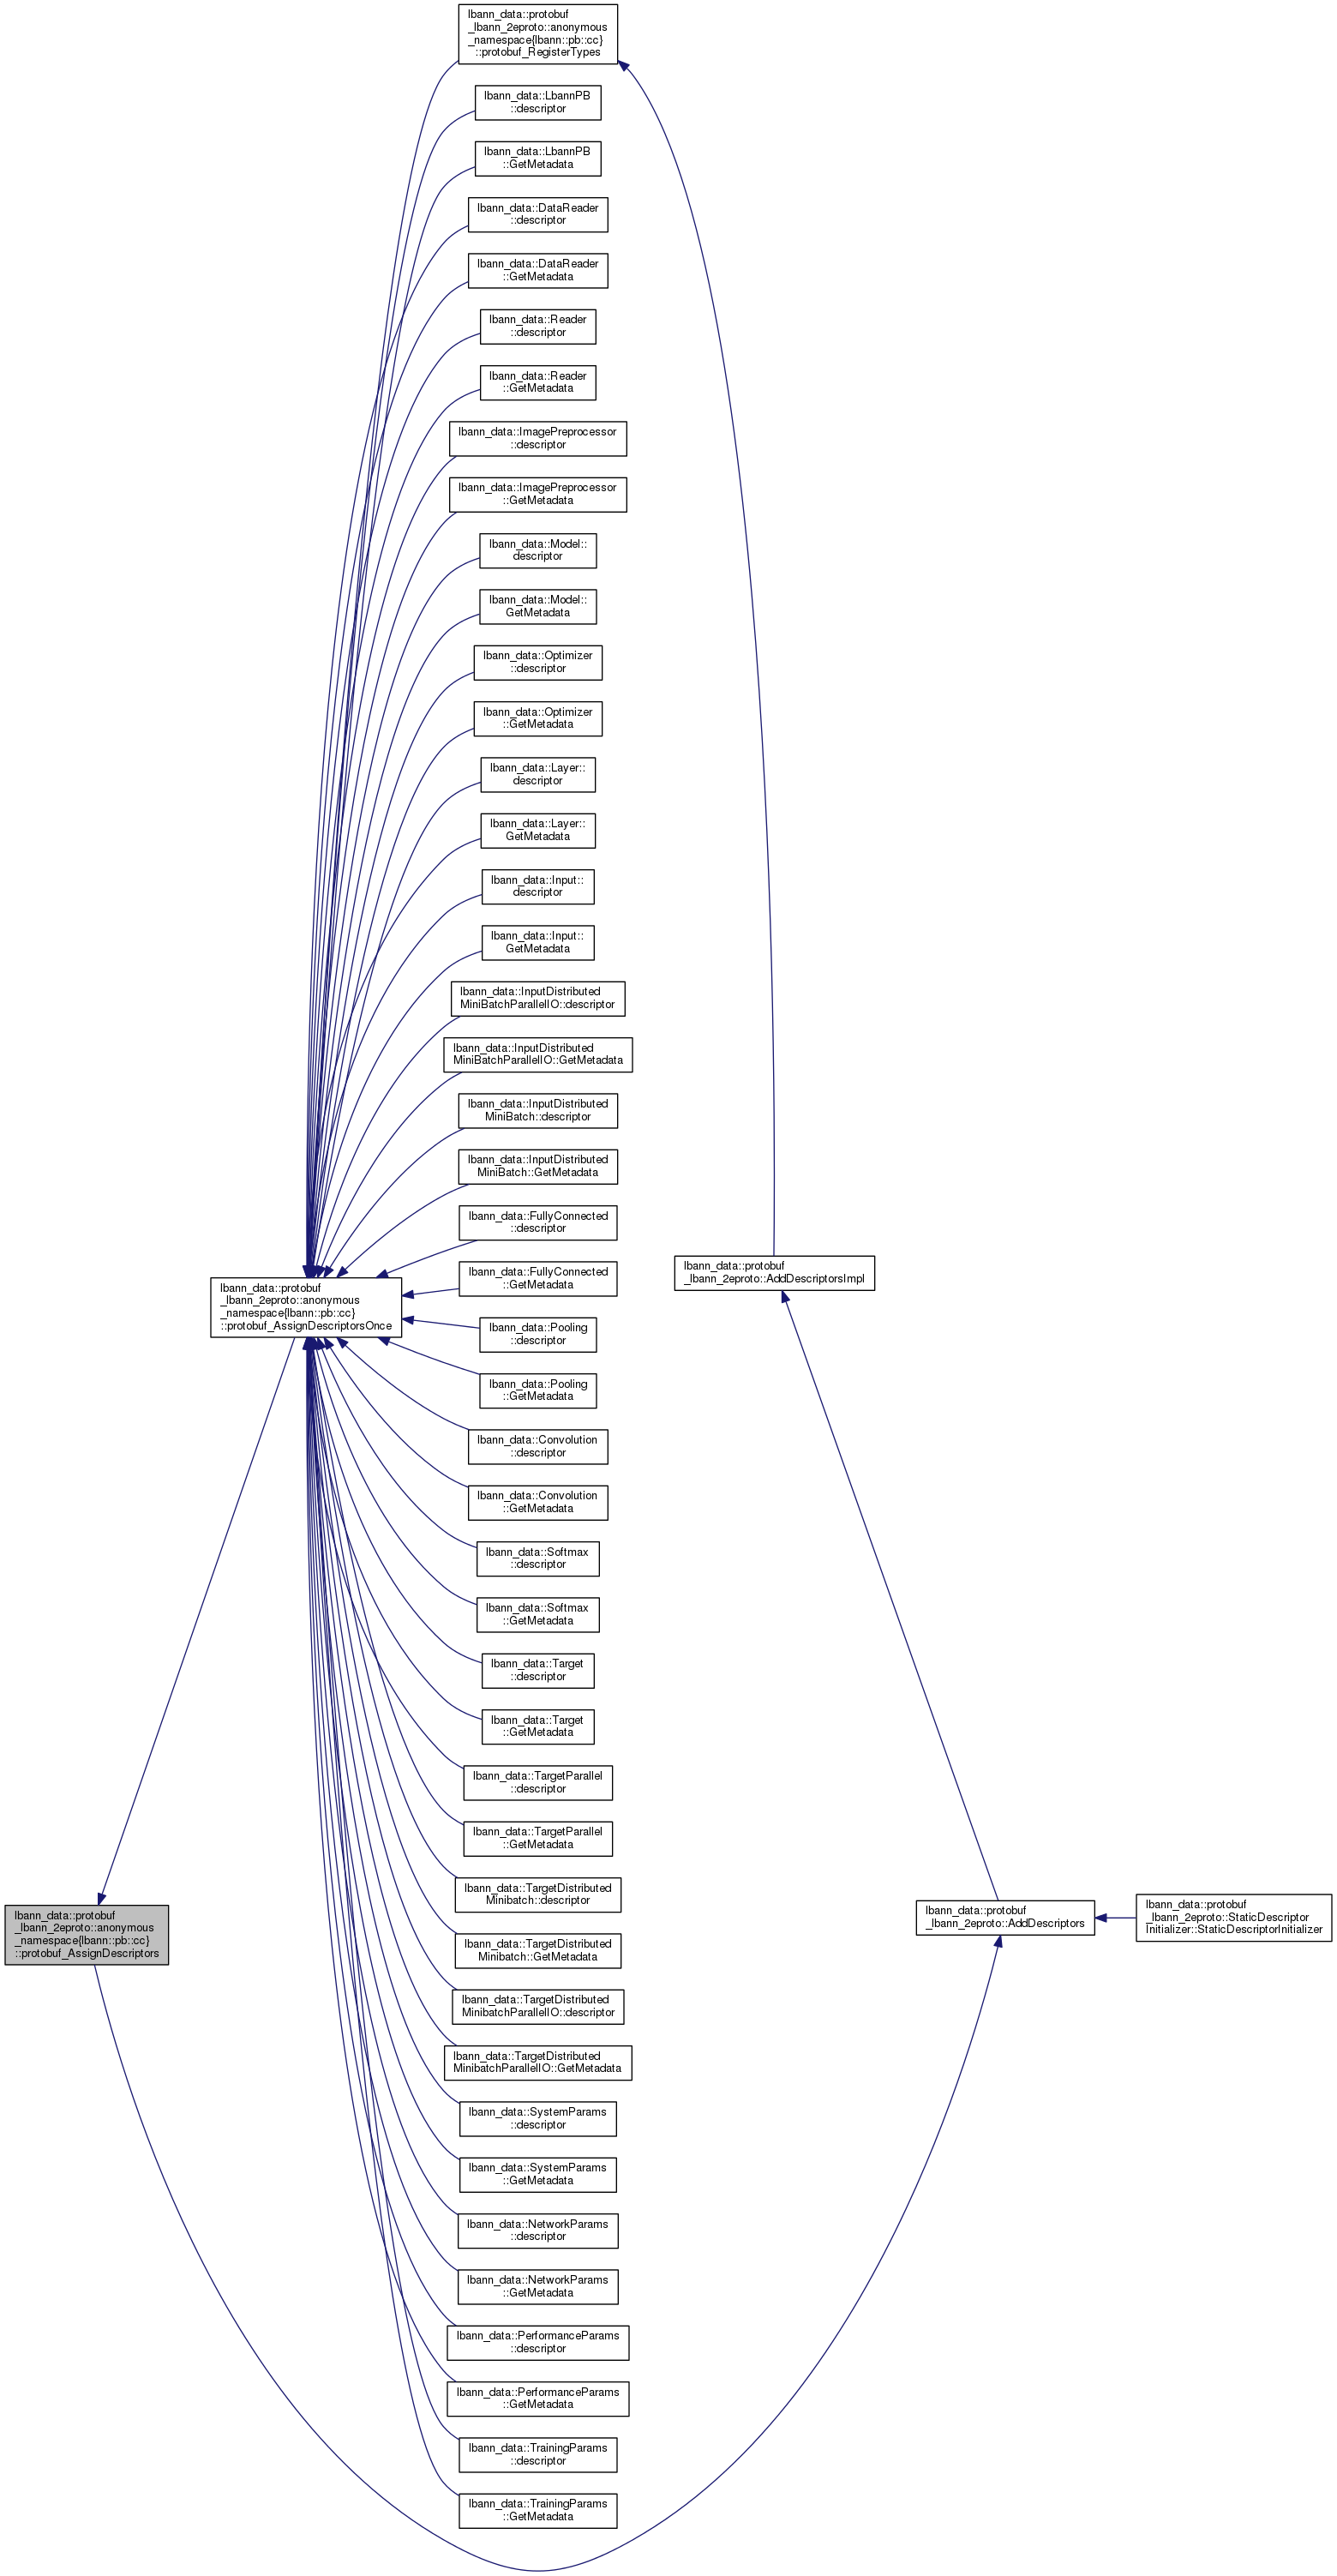 lbann_data::protobuf
_lbann_2eproto::anonymous
_namespace{lbann::pb::cc}
::protobuf_RegisterTypes
lbann_data::LbannPB
::descriptor
lbann_data::LbannPB
::GetMetadata
lbann_data::DataReader
::descriptor
lbann_data::DataReader
::GetMetadata
lbann_data::Reader
::descriptor
lbann_data::Reader
::GetMetadata
lbann_data::ImagePreprocessor
::descriptor
lbann_data::ImagePreprocessor
::GetMetadata
lbann_data::Model::
descriptor
lbann_data::Model::
GetMetadata
lbann_data::Optimizer
::descriptor
lbann_data::Optimizer
::GetMetadata
lbann_data::Layer::
descriptor
lbann_data::Layer::
GetMetadata
lbann_data::Input::
descriptor
lbann_data::Input::
GetMetadata
lbann_data::InputDistributed
MiniBatchParallelIO::descriptor
lbann_data::InputDistributed
MiniBatchParallelIO::GetMetadata
lbann_data::InputDistributed
MiniBatch::descriptor
lbann_data::InputDistributed
MiniBatch::GetMetadata
lbann_data::FullyConnected
::descriptor
lbann_data::FullyConnected
::GetMetadata
lbann_data::protobuf
_lbann_2eproto::AddDescriptorsImpl
lbann_data::protobuf
_lbann_2eproto::anonymous
_namespace{lbann::pb::cc}
::protobuf_AssignDescriptorsOnce
lbann_data::Pooling
::descriptor
lbann_data::Pooling
::GetMetadata
lbann_data::Convolution
::descriptor
lbann_data::Convolution
::GetMetadata
lbann_data::Softmax
::descriptor
lbann_data::Softmax
::GetMetadata
lbann_data::Target
::descriptor
lbann_data::Target
::GetMetadata
lbann_data::TargetParallel
::descriptor
lbann_data::TargetParallel
::GetMetadata
lbann_data::TargetDistributed
Minibatch::descriptor
lbann_data::protobuf
_lbann_2eproto::anonymous
_namespace{lbann::pb::cc}
::protobuf_AssignDescriptors
lbann_data::protobuf
_lbann_2eproto::AddDescriptors
lbann_data::protobuf
_lbann_2eproto::StaticDescriptor
Initializer::StaticDescriptorInitializer
lbann_data::TargetDistributed
Minibatch::GetMetadata
lbann_data::TargetDistributed
MinibatchParallelIO::descriptor
lbann_data::TargetDistributed
MinibatchParallelIO::GetMetadata
lbann_data::SystemParams
::descriptor
lbann_data::SystemParams
::GetMetadata
lbann_data::NetworkParams
::descriptor
lbann_data::NetworkParams
::GetMetadata
lbann_data::PerformanceParams
::descriptor
lbann_data::PerformanceParams
::GetMetadata
lbann_data::TrainingParams
::descriptor
lbann_data::TrainingParams
::GetMetadata